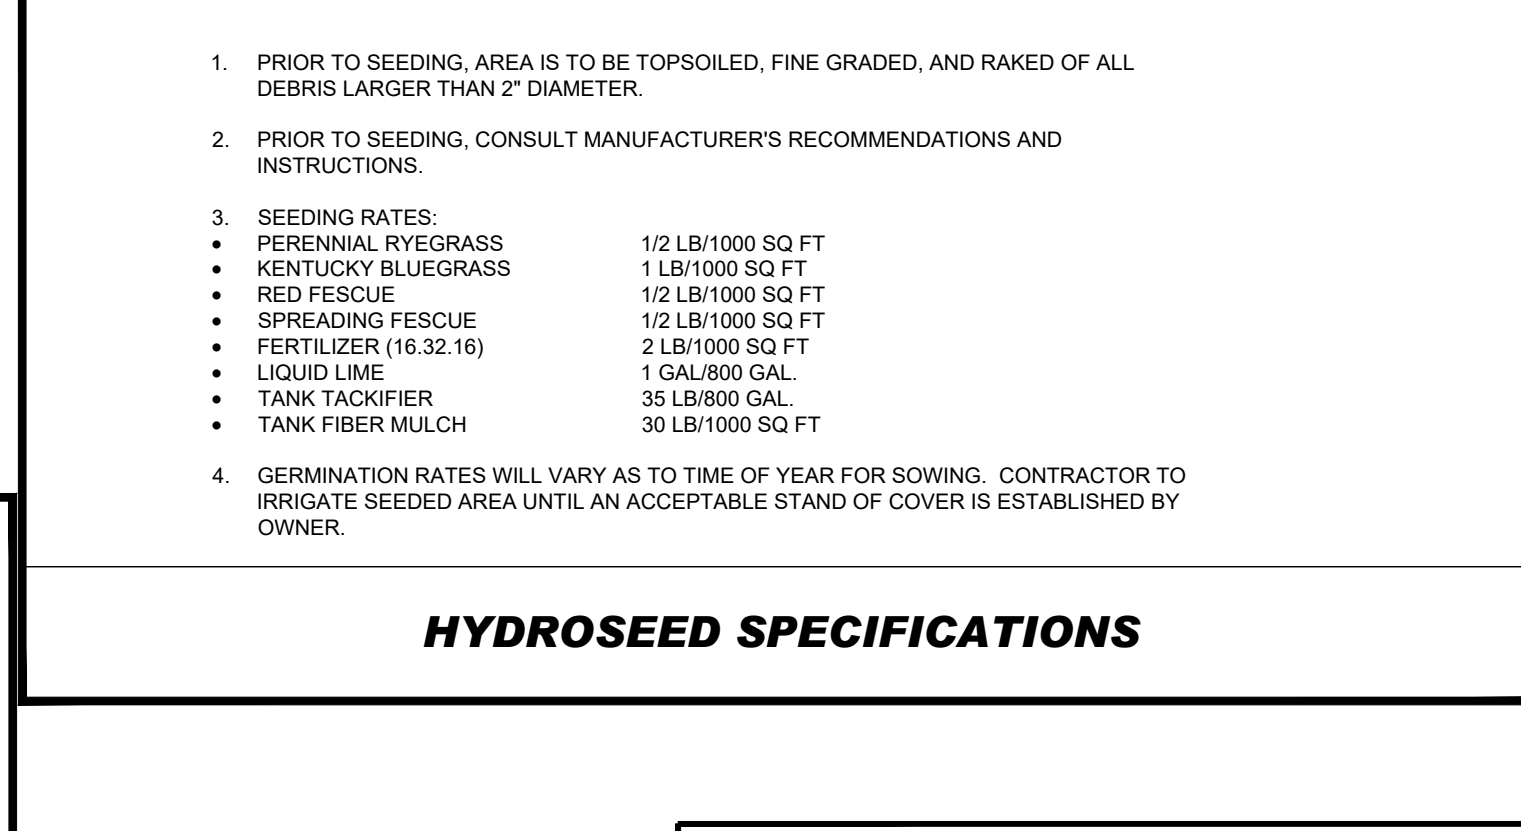 1. PRIOR TO SEEDING, AREA IS TO BE TOPSOILED, FINE GRADED, AND RAKED OF ALL
DEBRIS LARGER THAN 2" DIAMETER.
2. PRIOR TO SEEDING, CONSULT MANUFACTURER'S RECOMMENDATIONS AND
INSTRUCTIONS.
3. SEEDING RATES:
• PERENNIAL RYEGRASS 1/2 LB/1000 SQ FT
• KENTUCKY BLUEGRASS 1 LB/1000 SQ FT
• RED FESCUE 1/2 LB/1000 SQ FT
• SPREADING FESCUE 1/2 LB/1000 SQ FT
• FERTILIZER (16.32.16) 2 LB/1000 SQ FT
• LIQUID LIME 1 GAL/800 GAL.
• TANK TACKIFIER 35 LB/800 GAL.
• TANK FIBER MULCH 30 LB/1000 SQ FT
4. GERMINATION RATES WILL VARY AS TO TIME OF YEAR FOR SOWING. CONTRACTOR TO
IRRIGATE SEEDED AREA UNTIL AN ACCEPTABLE STAND OF COVER IS ESTABLISHED BY
OWNER.
HYDROSEED SPECIFICATIONS